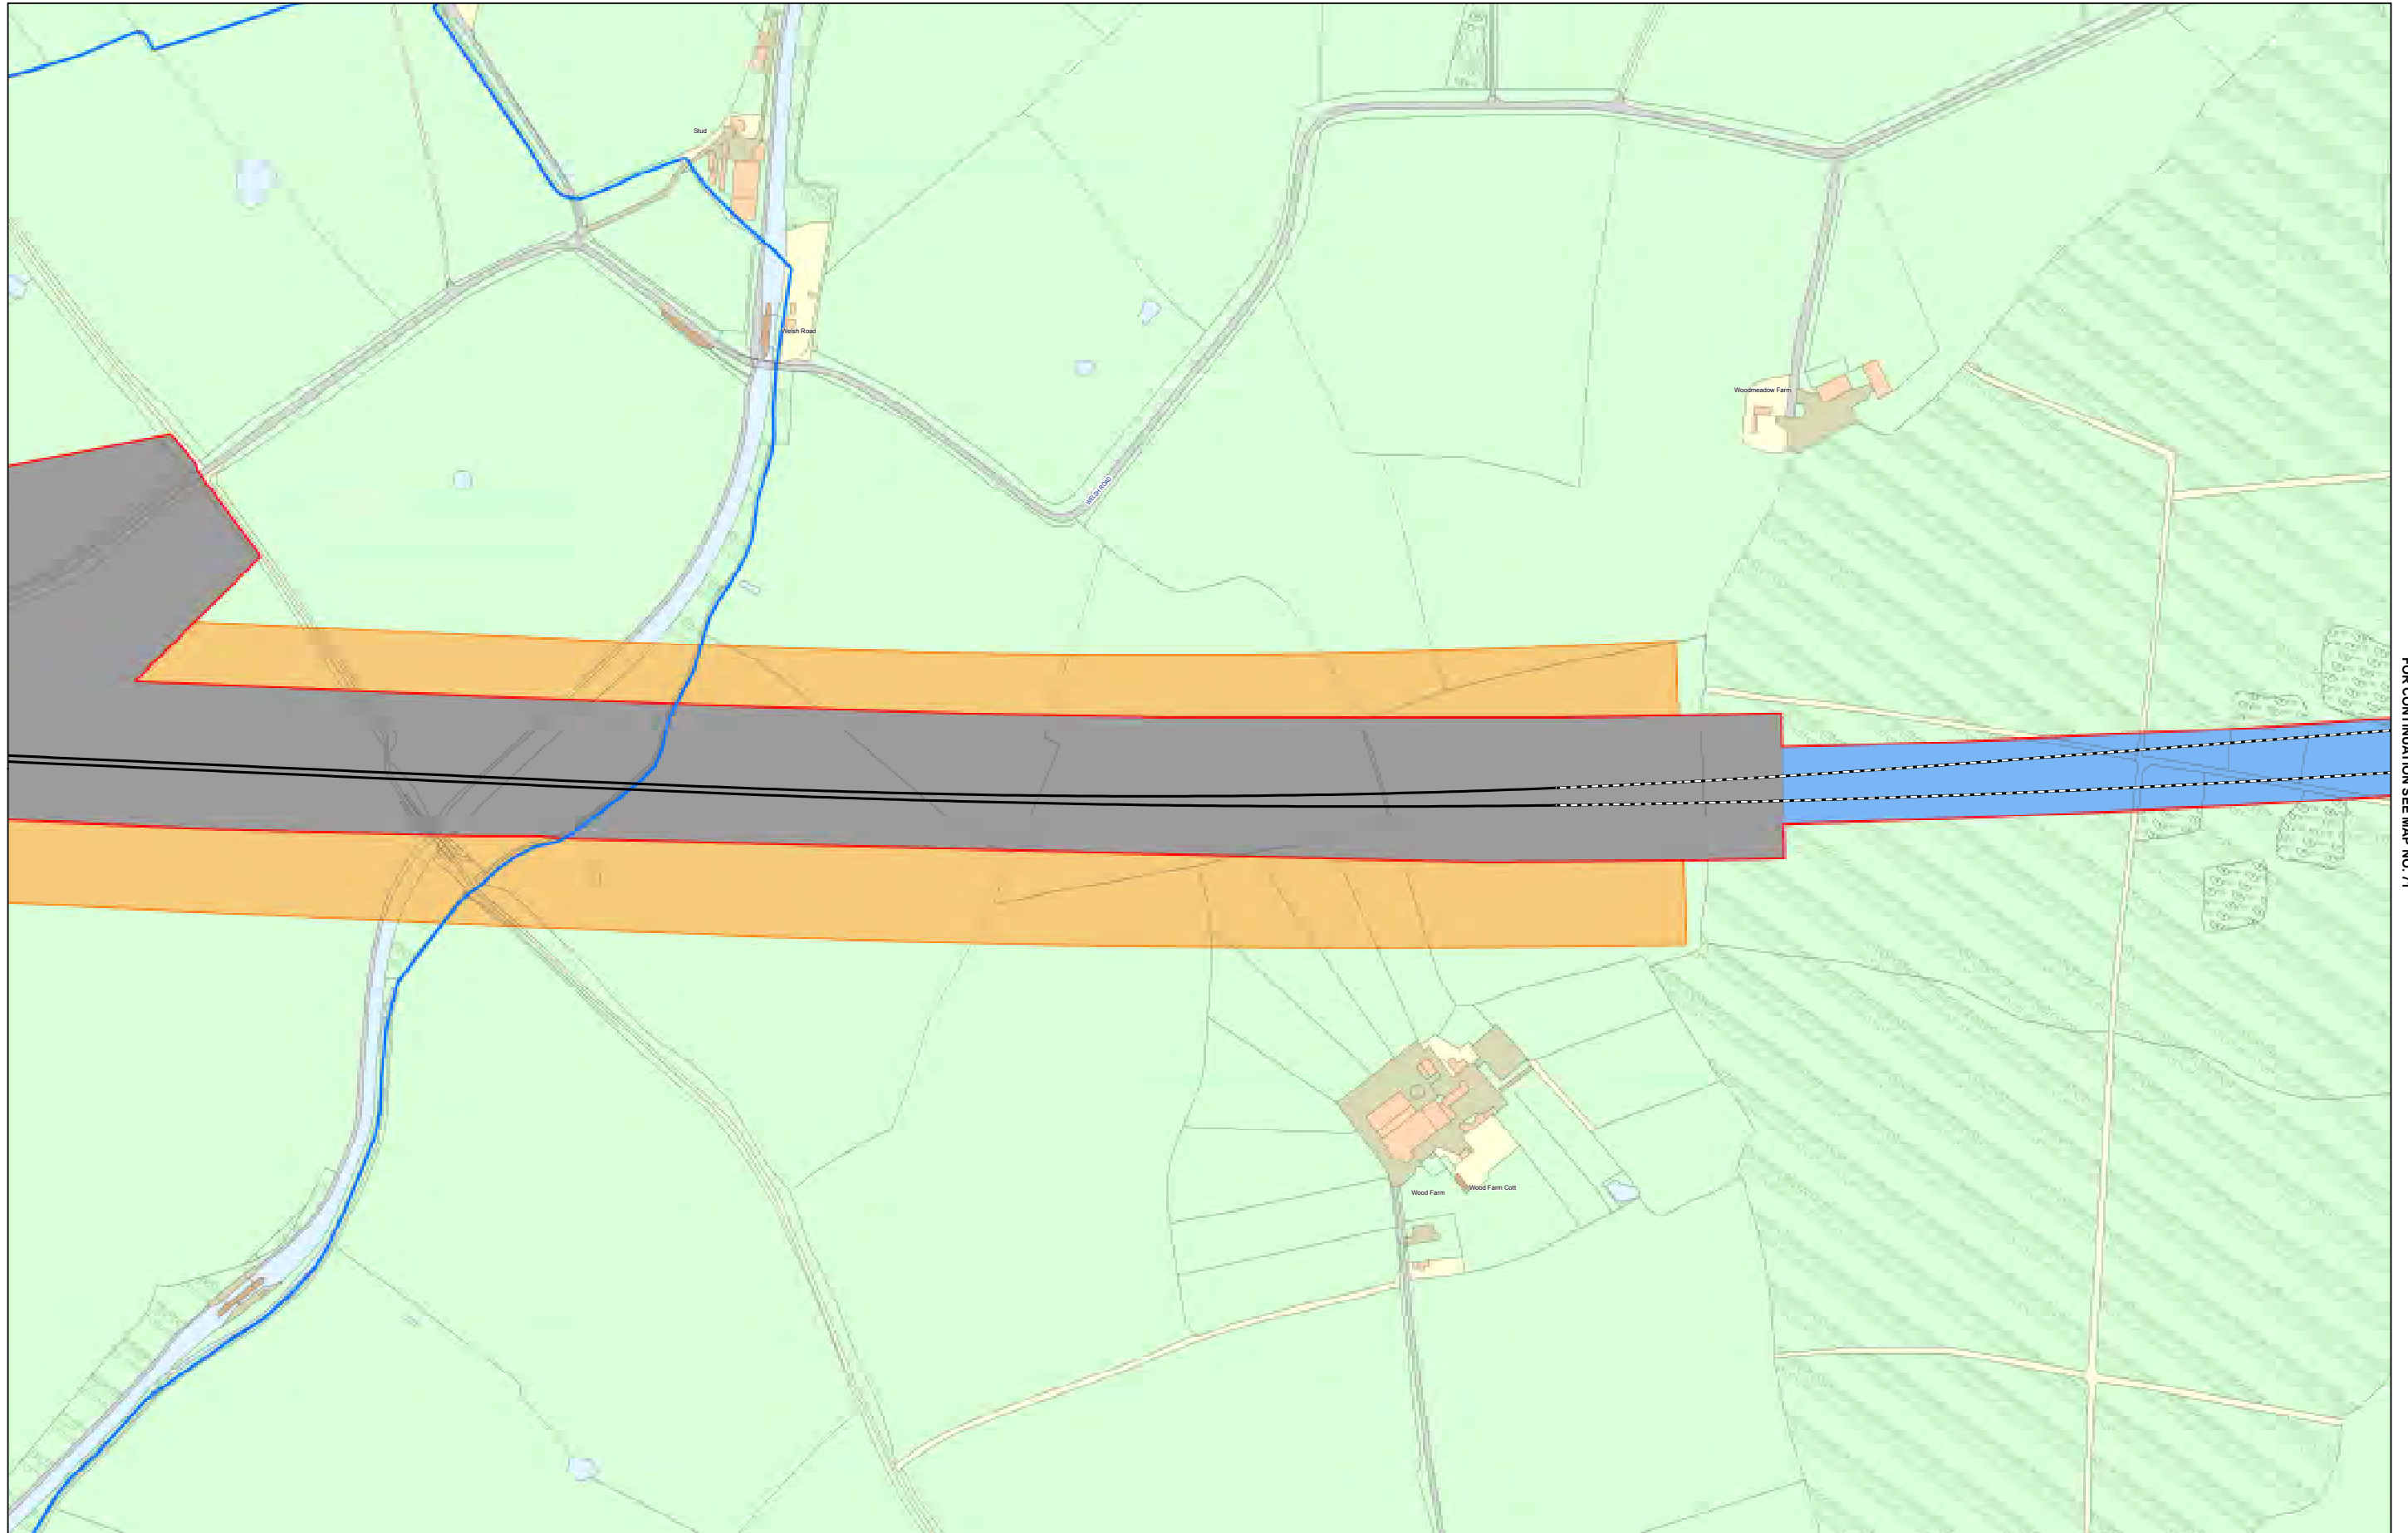 Stud
Welsh Road
WELSH ROAD
Woodmeadow Farm
FOR CONTINUATION SEE MAP NO. 71
Wood Farm
Wood Farm Cott